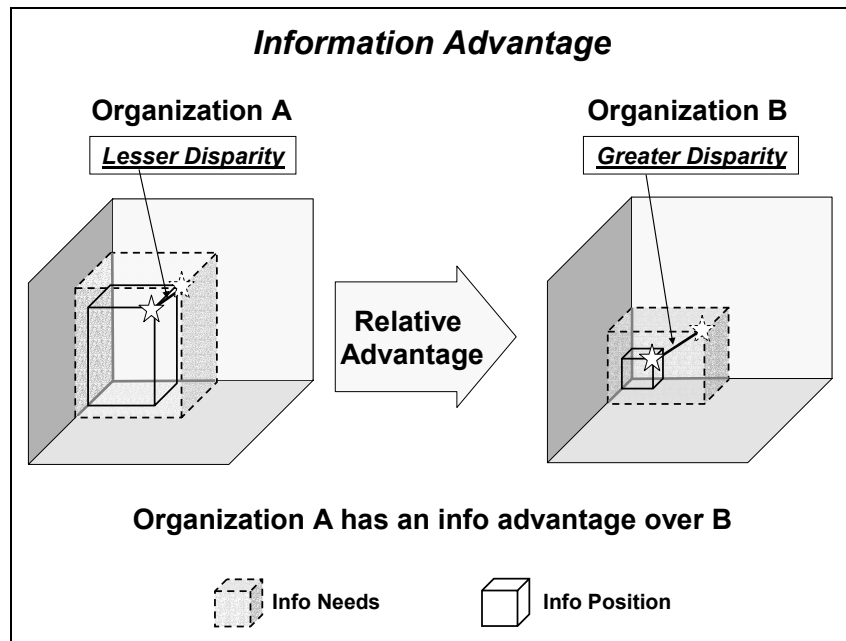 Information Advantage
Organization A
Lesser Disparity
Organization B
Greater Disparity
Relative
Advantage
Organization A has an info advantage over B
Info Needs
Info Position